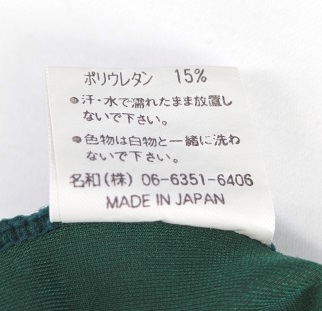 ポリウレタン 15%
●汗・水で濡れたまま放置し
ないで下さい。
●色物は白物と一緒に洗わ
ないで下さい。
名和(株) 06-6351-6406
MADE IN JAPAN